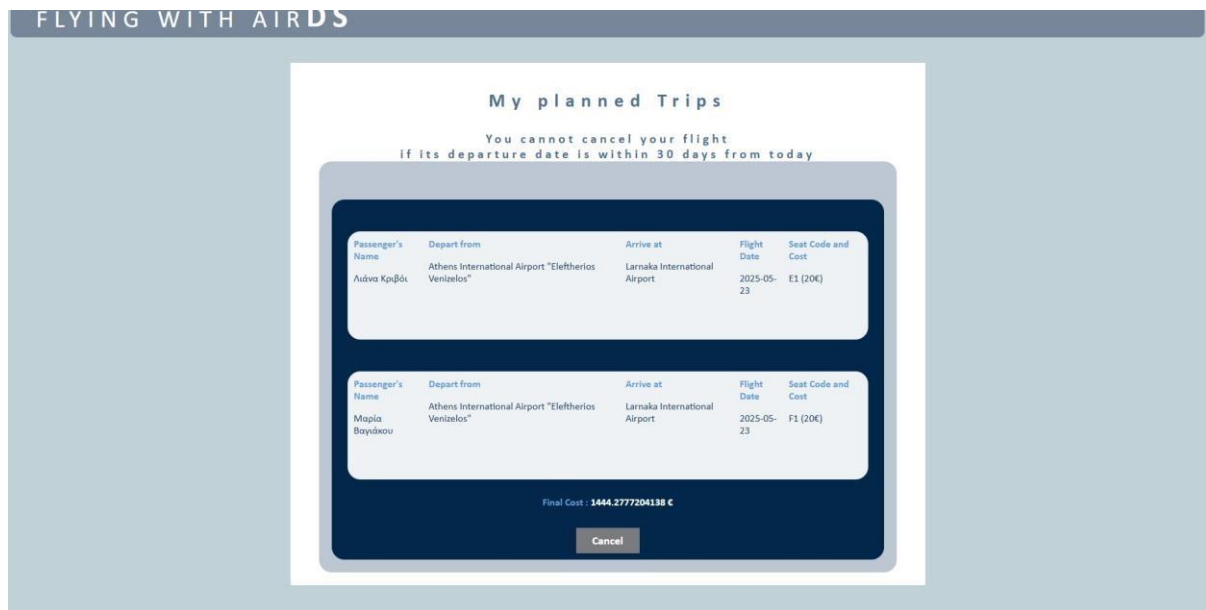 FLYING WITH AIRDS
My planned Trips
You cannot cancel your flight
if its departure date is within 30 days from today
Passenger's Name
Depart from
Arrive at
Flight Date
Seat Code and Cost
Λιάνα Κριβόι
Athens International Airport "Eleftherios Venizelos"
Larnaka International Airport
2025-05-23
E1 (20€)
Passenger's Name
Depart from
Arrive at
Flight Date
Seat Code and Cost
Μαρία Βαγιάκου
Athens International Airport "Eleftherios Venizelos"
Larnaka International Airport
2025-05-23
F1 (20€)
Final Cost : 1444.2777204138 €
Cancel